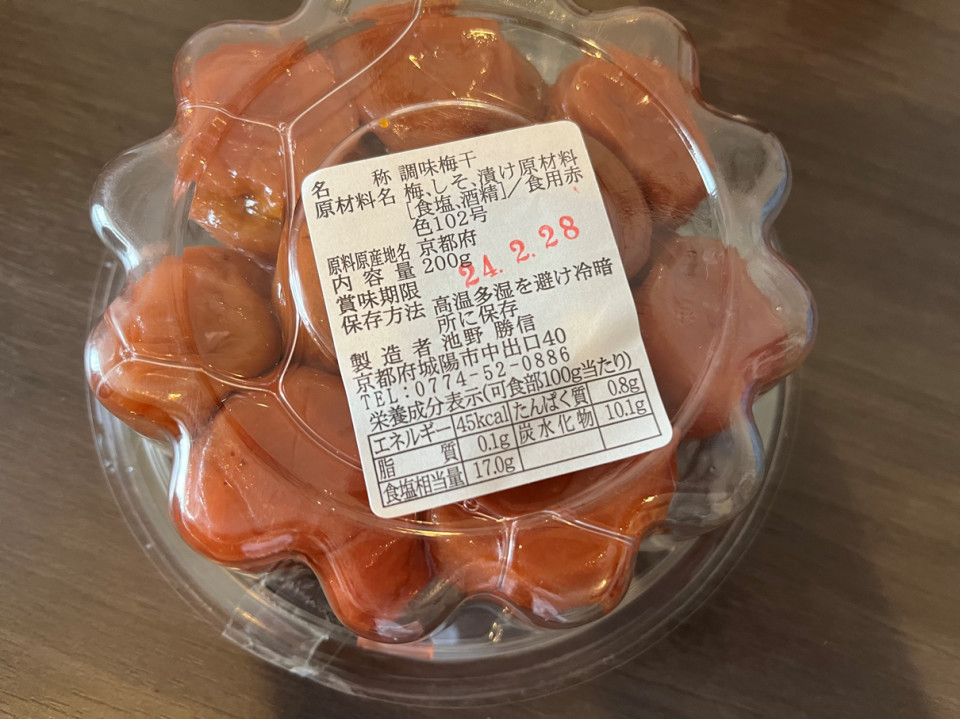 名称 調味梅干
原材料名 梅、しそ、漬け原材料
[食塩、酒精]／食用赤
色102号
原料原産地名 京都府
内容量 200g
賞味期限 24.2.28
保存方法 高温多湿を避け冷暗
所に保存
製造者 池野 勝信
京都府城陽市中出口40
TEL:0774-52-0886
栄養成分表示(可食部100g当たり)
エネルギー 45kcal たんぱく質 0.8g
脂質 0.1g 炭水化物 10.1g
食塩相当量 17.0g